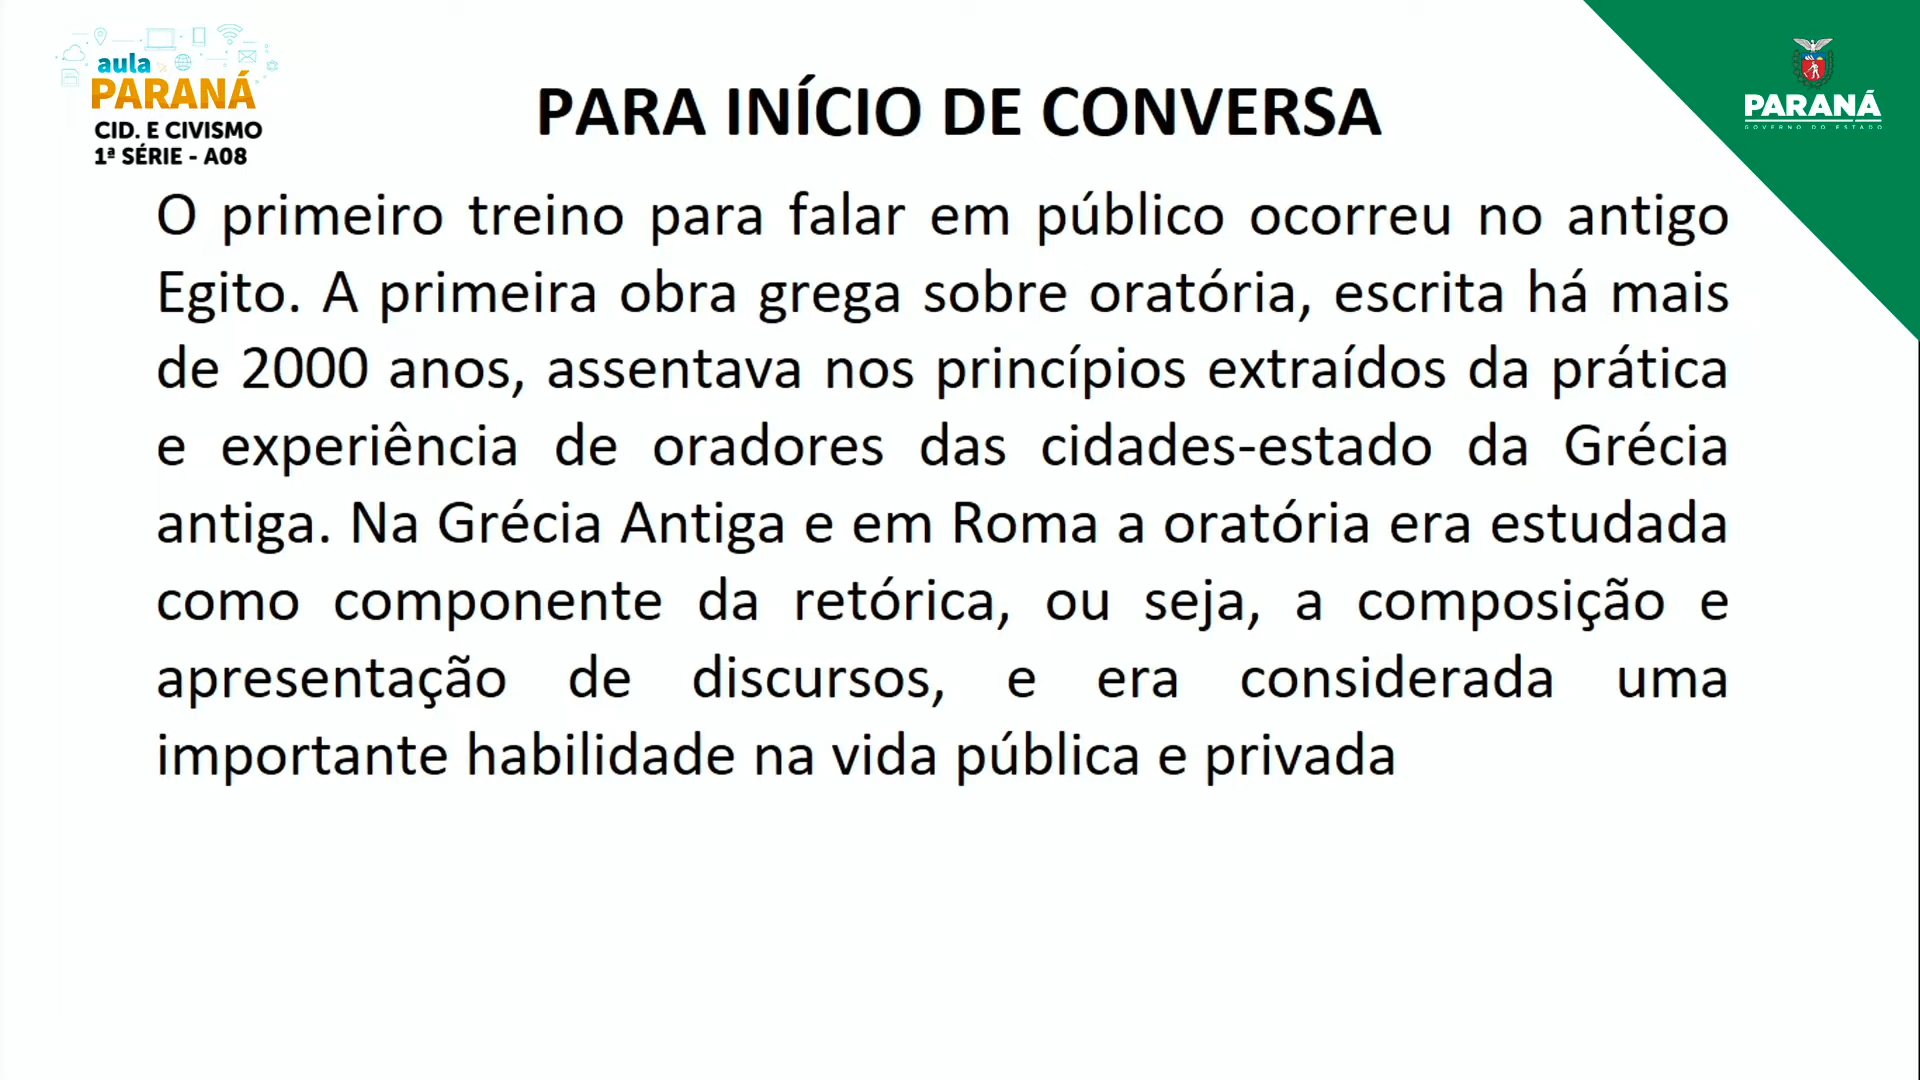 aula
PARANÁ
CID. E CIVISMO
1ª SÉRIE - A08
PARANÁ
GOVERNO DO ESTADO
PARA INÍCIO DE CONVERSA
O primeiro treino para falar em público ocorreu no antigo
Egito. A primeira obra grega sobre oratória, escrita há mais
de 2000 anos, assentava nos princípios extraídos da prática
e experiência de oradores das cidades-estado da Grécia
antiga. Na Grécia Antiga e em Roma a oratória era estudada
como componente da retórica, ou seja, a composição e
apresentação de discursos, e era considerada uma
importante habilidade na vida pública e privada